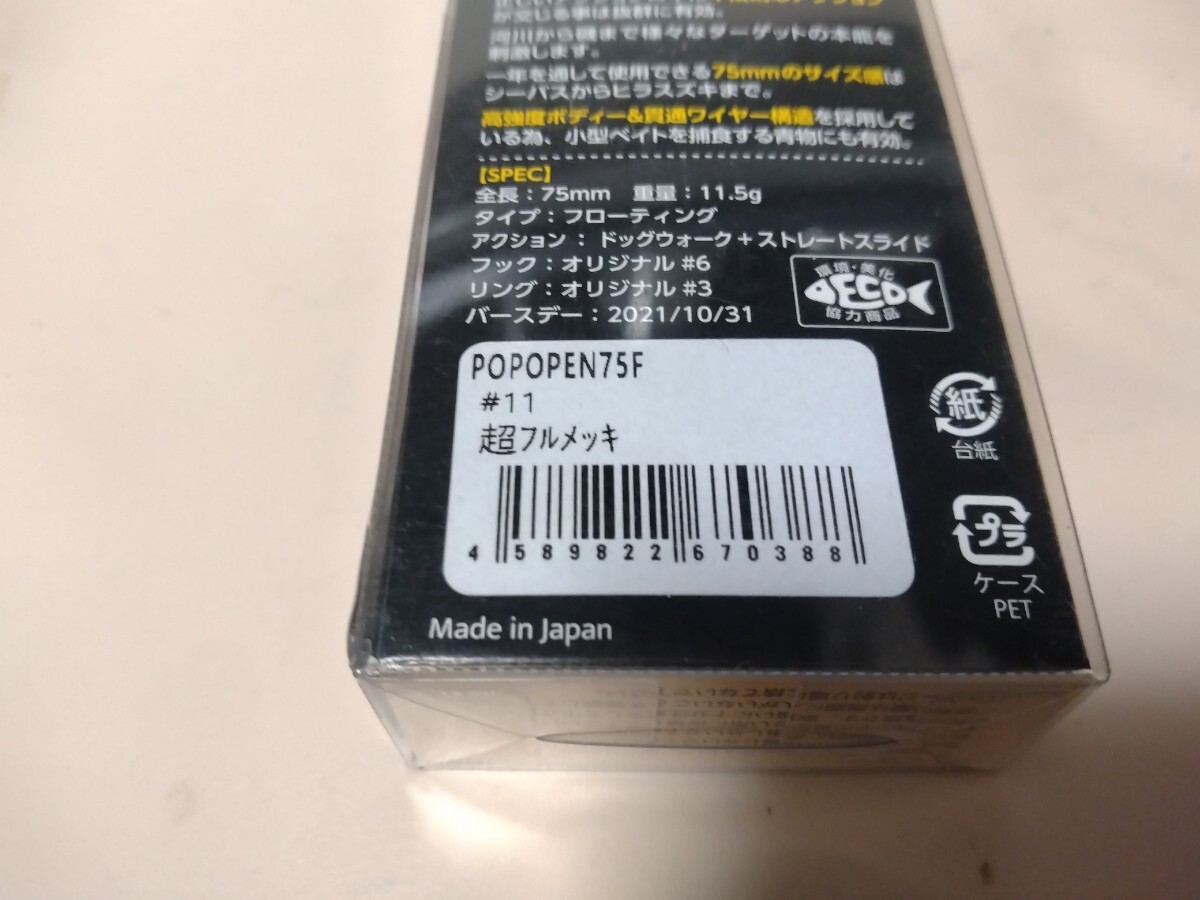 が交じる事は抜群に有効。
河川から磯まで様々なターゲットの本能を
刺激します。
一年を通して使用できる75mmのサイズ感は
シーバスからヒラスズキまで。
高強度ボディー&貫通ワイヤー構造を採用して
いる為、小型ベイトを捕食する青物にも有効。
【SPEC】
全長：75mm　重量：11.5g
タイプ：フローティング
アクション：ドッグウォーク+ストレートスライド
フック：オリジナル #6
リング：オリジナル #3
バースデー：2021/10/31
環境・美化
ECO
協力商品
POPOPEN75F
#11
超フルメッキ
4 589822 670388
紙
台紙
プラ
ケース
PET
Made in Japan